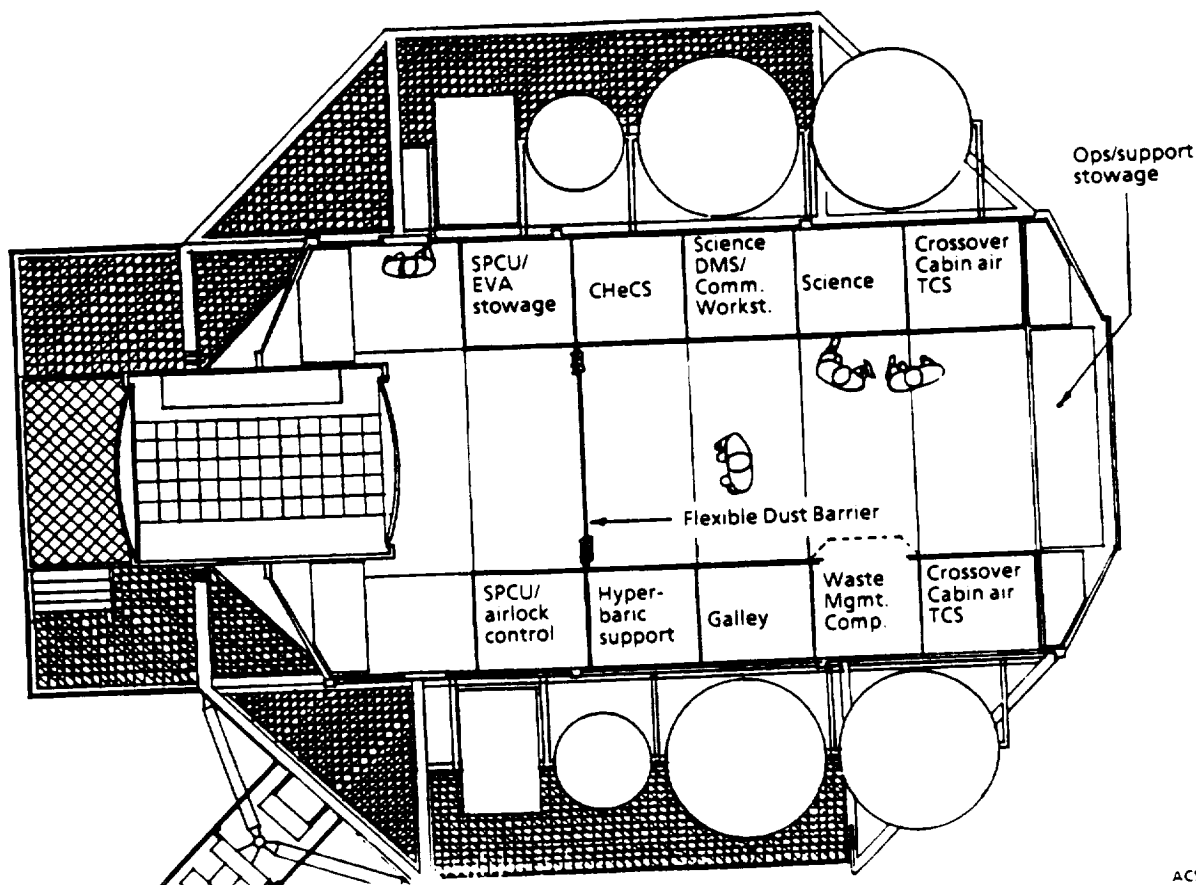 Ops/support
stowage
SPCU/
EVA
stowage
CHeCS
Science
DMS/
Comm.
Workst.
Science
Crossover
Cabin air
TCS
Flexible Dust Barrier
SPCU/
airlock
control
Hyper-
baric
support
Galley
Waste
Mgmt.
Comp.
Crossover
Cabin air
TCS